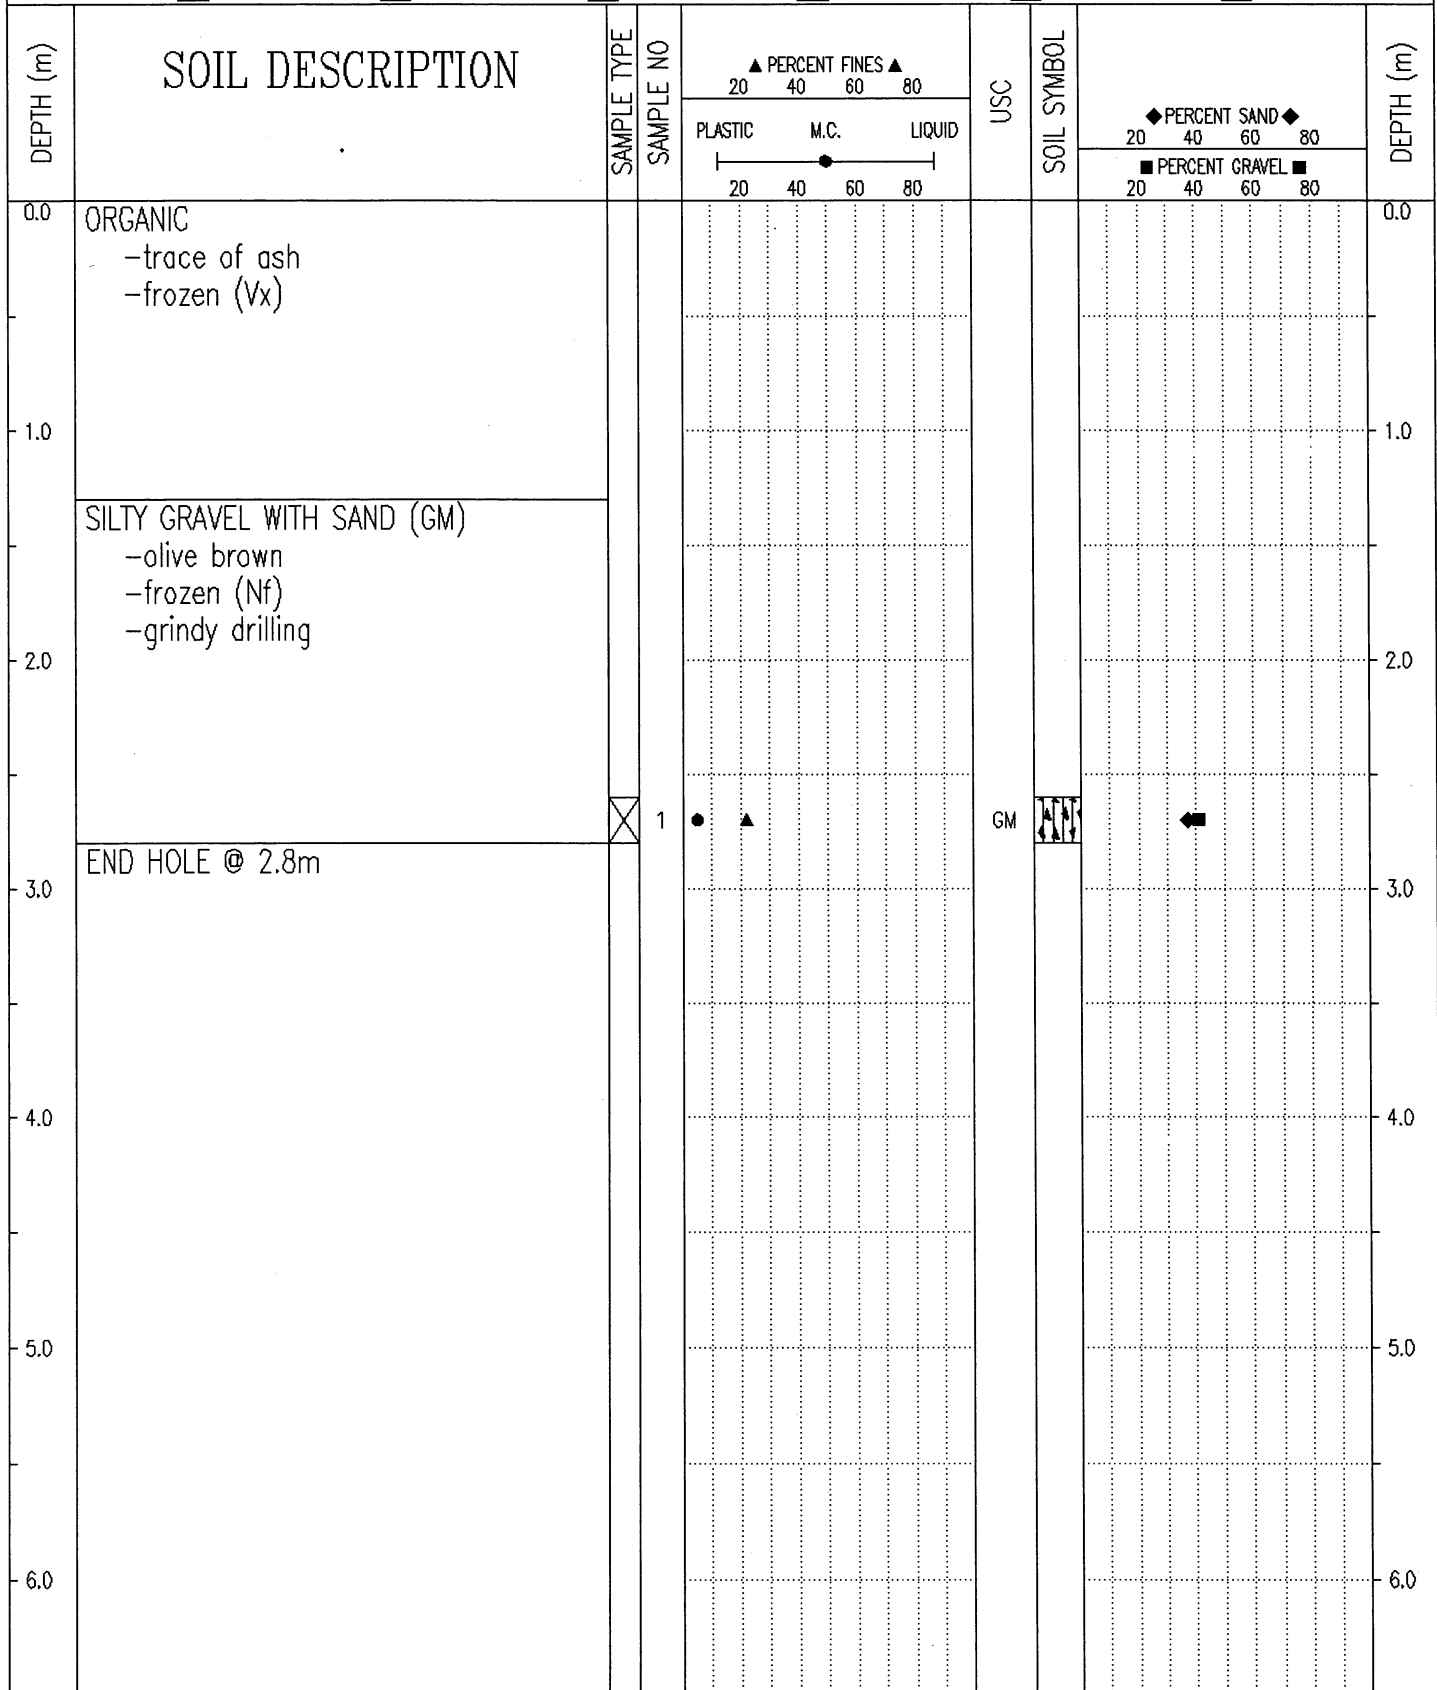 DEPTH (m)
SOIL DESCRIPTION
SAMPLE TYPE
SAMPLE NO
▲ PERCENT FINES ▲
20 40 60 80
PLASTIC M.C. LIQUID
20 40 60 80
USC
SOIL SYMBOL
◆ PERCENT SAND ◆
20 40 60 80
■ PERCENT GRAVEL ■
20 40 60 80
DEPTH (m)
0.0 0.0
ORGANIC
-trace of ash
-frozen (Vx)
1.0 1.0
SILTY GRAVEL WITH SAND (GM)
-olive brown
-frozen (Nf)
-grindy drilling
2.0 2.0
1 GM
END HOLE @ 2.8m
3.0 3.0
4.0 4.0
5.0 5.0
6.0 6.0